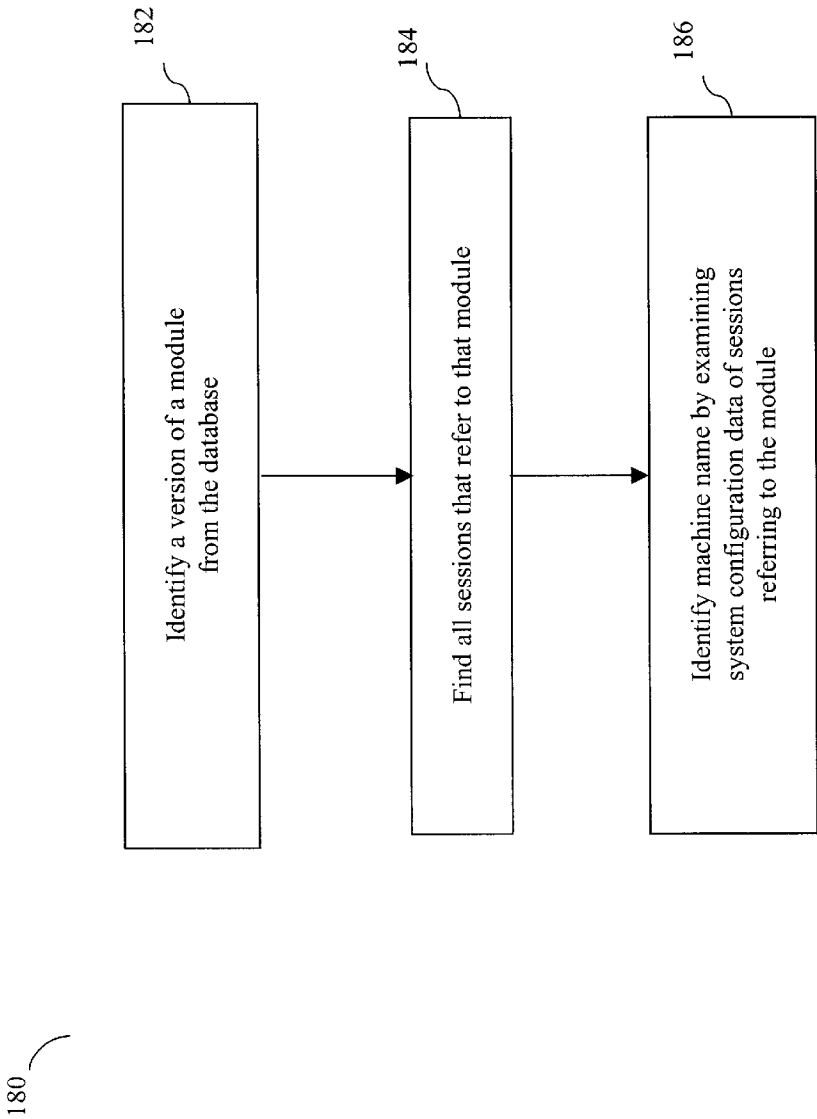 180
182
Identify a version of a module
from the database
184
Find all sessions that refer to that module
186
Identify machine name by examining
system configuration data of sessions
referring to the module